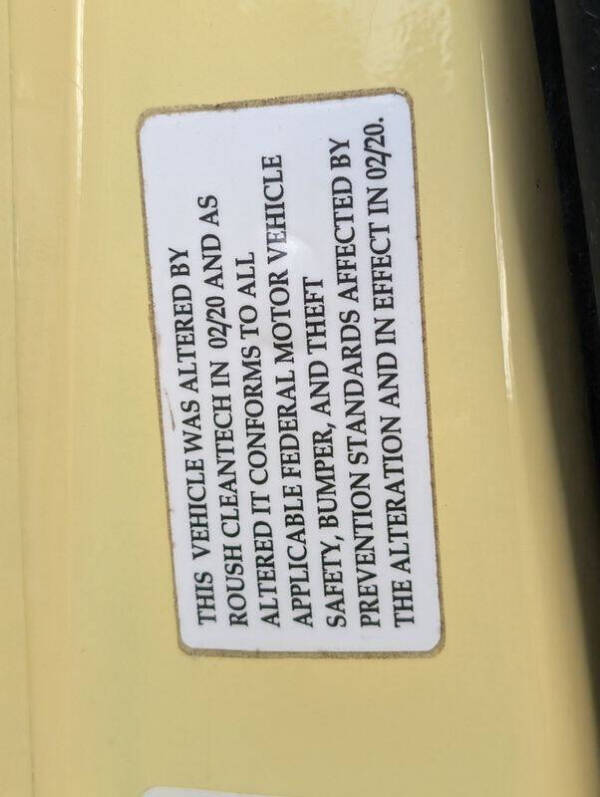 THIS VEHICLE WAS ALTERED BY
ROUSH CLEANTECH IN 02/20 AND AS
ALTERED IT CONFORMS TO ALL
APPLICABLE FEDERAL MOTOR VEHICLE
SAFETY, BUMPER, AND THEFT
PREVENTION STANDARDS AFFECTED BY
THE ALTERATION AND IN EFFECT IN 02/20.